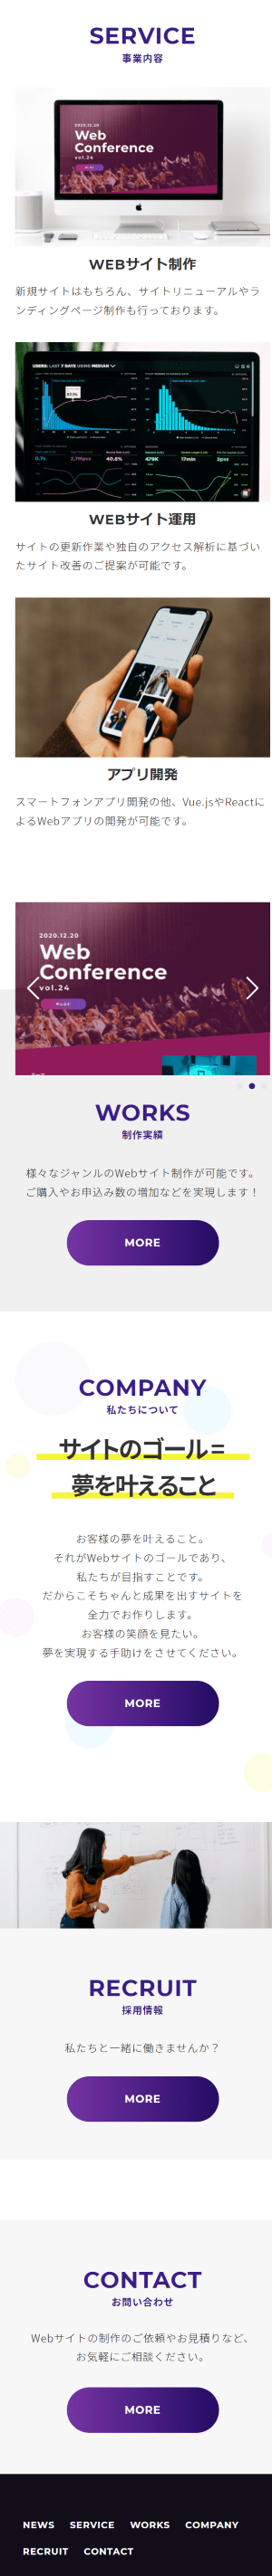 SERVICE
事業内容
2020.12.20
Web
Conference
vol.24
WEBサイト制作
新規サイトはもちろん、サイトリニューアルやラ
ンディングページ制作も行っております。
USERS: LAST 7 DAYS USING MEDIAN
0.7s
2.7Mpvs
40.6%
479K
17min
2pvs
WEBサイト運用
サイトの更新作業や独自のアクセス解析に基づい
たサイト改善のご提案が可能です。
アプリ開発
スマートフォンアプリ開発の他、Vue.jsやReactに
よるWebアプリの開発が可能です。
2020.12.20
Web
Conference
vol.24
WORKS
制作実績
様々なジャンルのWebサイト制作が可能です。
ご購入やお申込み数の増加などを実現します！
MORE
COMPANY
私たちについて
サイトのゴール=
夢を叶えること
お客様の夢を叶えること。
それがWebサイトのゴールであり、
私たちが目指すことです。
だからこそちゃんと成果を出すサイトを
全力でお作りします。
お客様の笑顔を見たい。
夢を実現する手助けをさせてください。
MORE
RECRUIT
採用情報
私たちと一緒に働きませんか？
MORE
CONTACT
お問い合わせ
Webサイトの制作のご依頼やお見積りなど、
お気軽にご相談ください。
MORE
NEWS SERVICE WORKS COMPANY
RECRUIT CONTACT